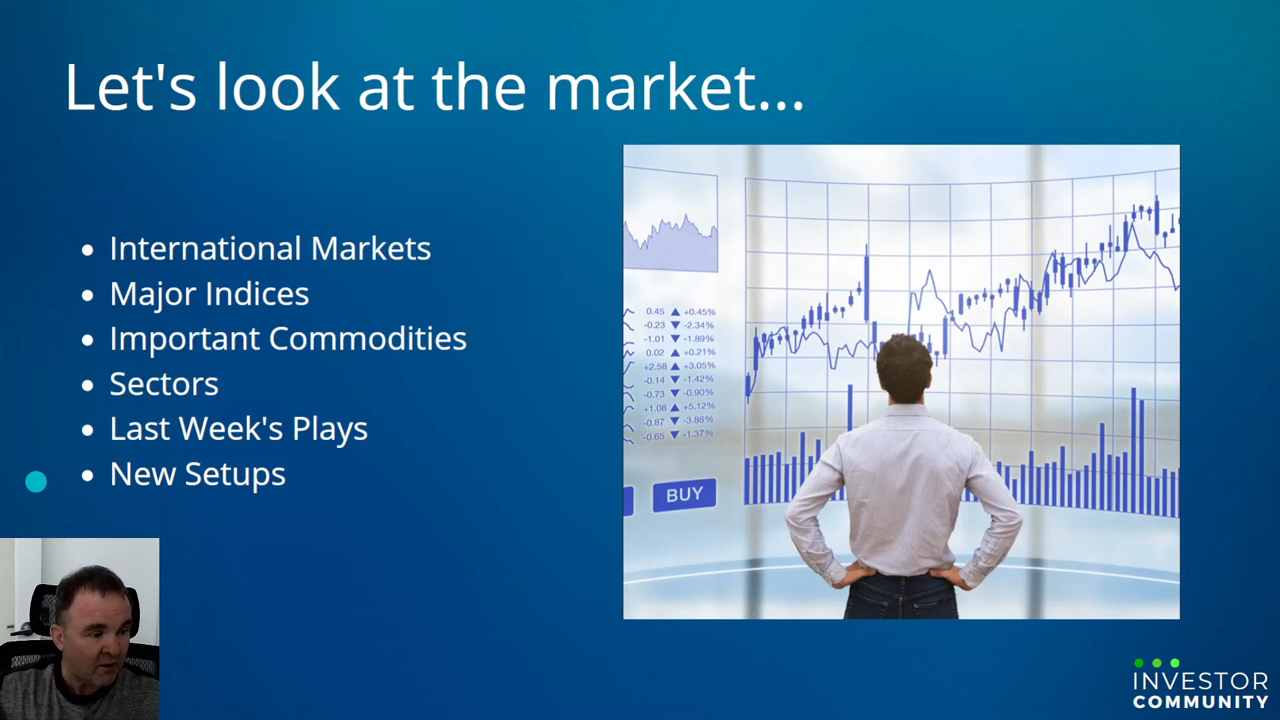 Let's look at the market...
International Markets
Major Indices
Important Commodities
Sectors
Last Week's Plays
New Setups
0.45 ▲ +0.45%
-0.23 ▼ -2.34%
-1.01 ▼ -1.89%
0.02 ▲ +0.21%
+2.58 ▲ +3.05%
-0.14 ▼ -1.42%
-0.73 ▼ -0.90%
+1.08 ▲ +5.12%
-0.87 ▼ -3.88%
-0.65 ▼ -1.37%
BUY
INVESTOR
COMMUNITY